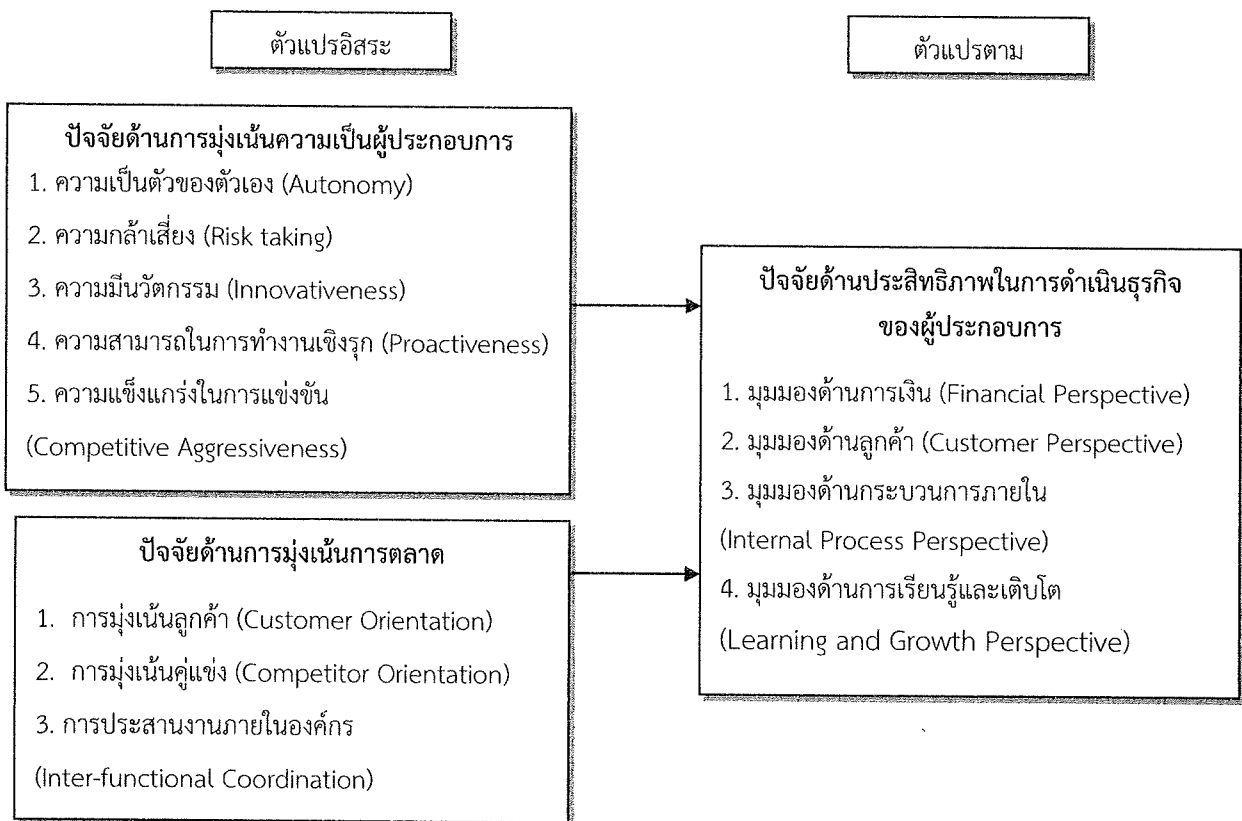 ตัวแปรอิสระ
ตัวแปรตาม
ปัจจัยด้านการมุ่งเน้นความเป็นผู้ประกอบการ
1. ความเป็นตัวของตัวเอง (Autonomy)
2. ความกล้าเสี่ยง (Risk taking)
3. ความมีนวัตกรรม (Innovativeness)
4. ความสามารถในการทำงานเชิงรุก (Proactiveness)
5. ความแข็งแกร่งในการแข่งขัน
(Competitive Aggressiveness)
ปัจจัยด้านการมุ่งเน้นการตลาด
1. การมุ่งเน้นลูกค้า (Customer Orientation)
2. การมุ่งเน้นคู่แข่ง (Competitor Orientation)
3. การประสานงานภายในองค์กร
(Inter-functional Coordination)
ปัจจัยด้านประสิทธิภาพในการดำเนินธุรกิจ
ของผู้ประกอบการ
1. มุมมองด้านการเงิน (Financial Perspective)
2. มุมมองด้านลูกค้า (Customer Perspective)
3. มุมมองด้านกระบวนการภายใน
(Internal Process Perspective)
4. มุมมองด้านการเรียนรู้และเติบโต
(Learning and Growth Perspective)